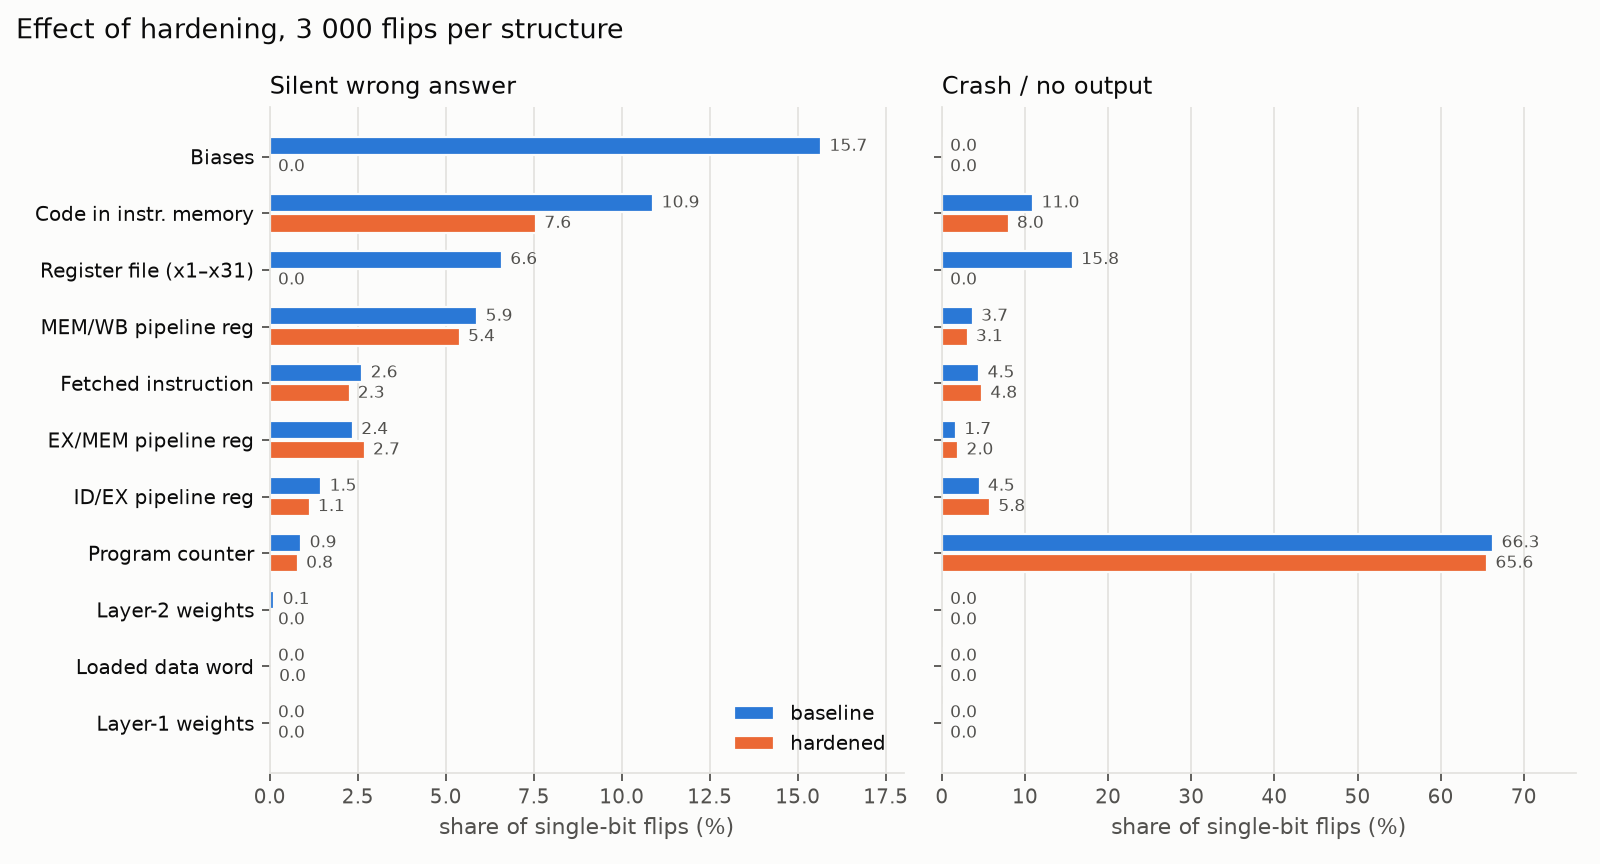 Effect of hardening, 3 000 flips per structure
Silent wrong answer
Biases
15.7
0.0
Code in instr. memory
10.9
7.6
Register file (x1–x31)
6.6
0.0
MEM/WB pipeline reg
5.9
5.4
Fetched instruction
2.6
2.3
EX/MEM pipeline reg
2.4
2.7
ID/EX pipeline reg
1.5
1.1
Program counter
0.9
0.8
Layer-2 weights
0.1
0.0
Loaded data word
0.0
0.0
Layer-1 weights
0.0
0.0
baseline
hardened
0.0 2.5 5.0 7.5 10.0 12.5 15.0 17.5
share of single-bit flips (%)
Crash / no output
0.0
0.0
11.0
8.0
15.8
0.0
3.7
3.1
4.5
4.8
1.7
2.0
4.5
5.8
66.3
65.6
0.0
0.0
0.0
0.0
0.0
0.0
0 10 20 30 40 50 60 70
share of single-bit flips (%)